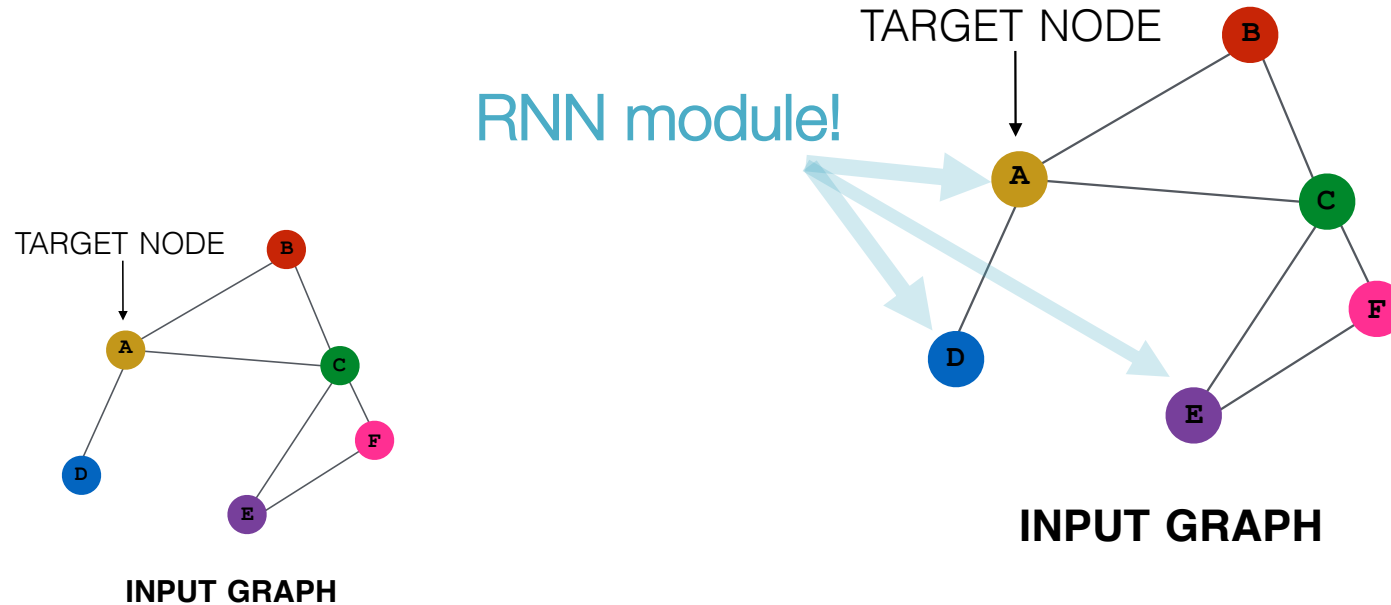 TARGET NODE
B
A
C
D
F
E
INPUT GRAPH
RNN module!
TARGET NODE
B
A
C
D
F
E
INPUT GRAPH